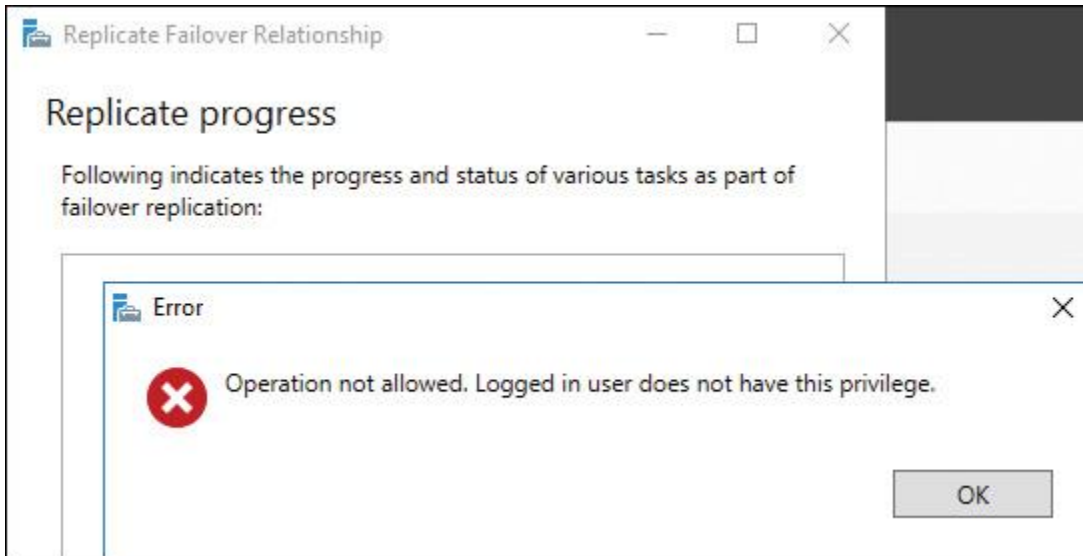 Replicate Failover Relationship
Replicate progress
Following indicates the progress and status of various tasks as part of
failover replication:
Error
Operation not allowed. Logged in user does not have this privilege.
OK